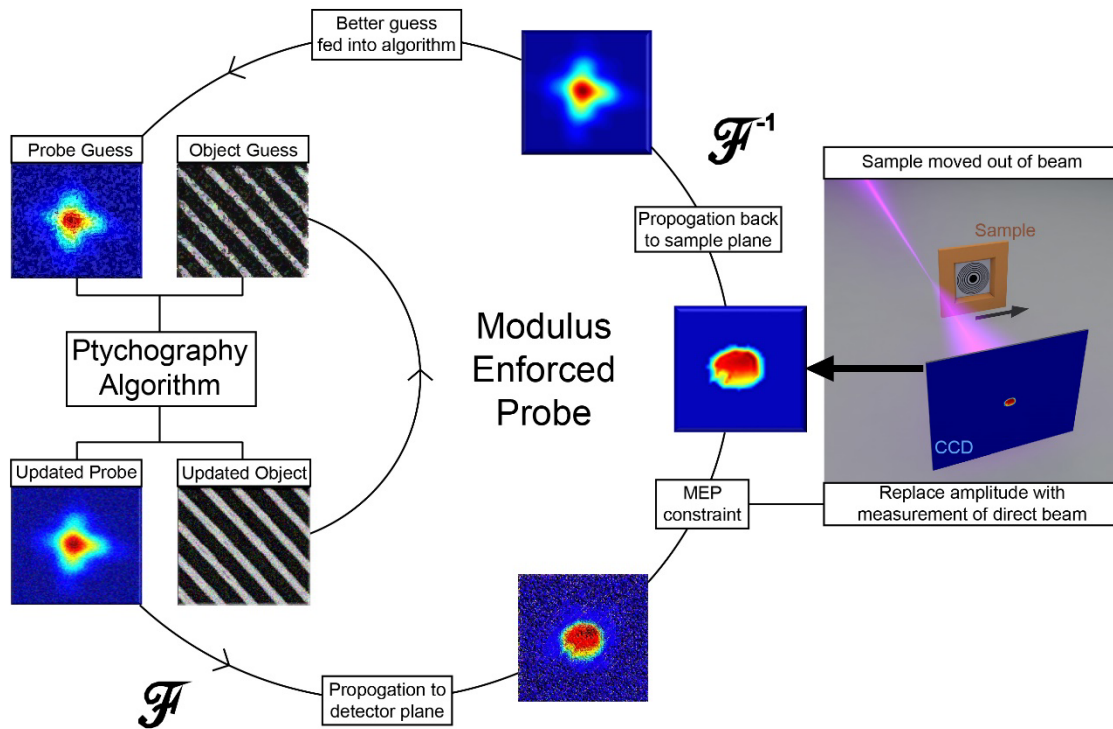 Better guess
fed into algorithm
ℱ⁻¹
Probe Guess
Object Guess
Sample moved out of beam
Propogation back
to sample plane
Sample
Ptychography
Algorithm
Modulus
Enforced
Probe
CCD
Updated Probe
Updated Object
MEP
constraint
Replace amplitude with
measurement of direct beam
ℱ
Propogation to
detector plane